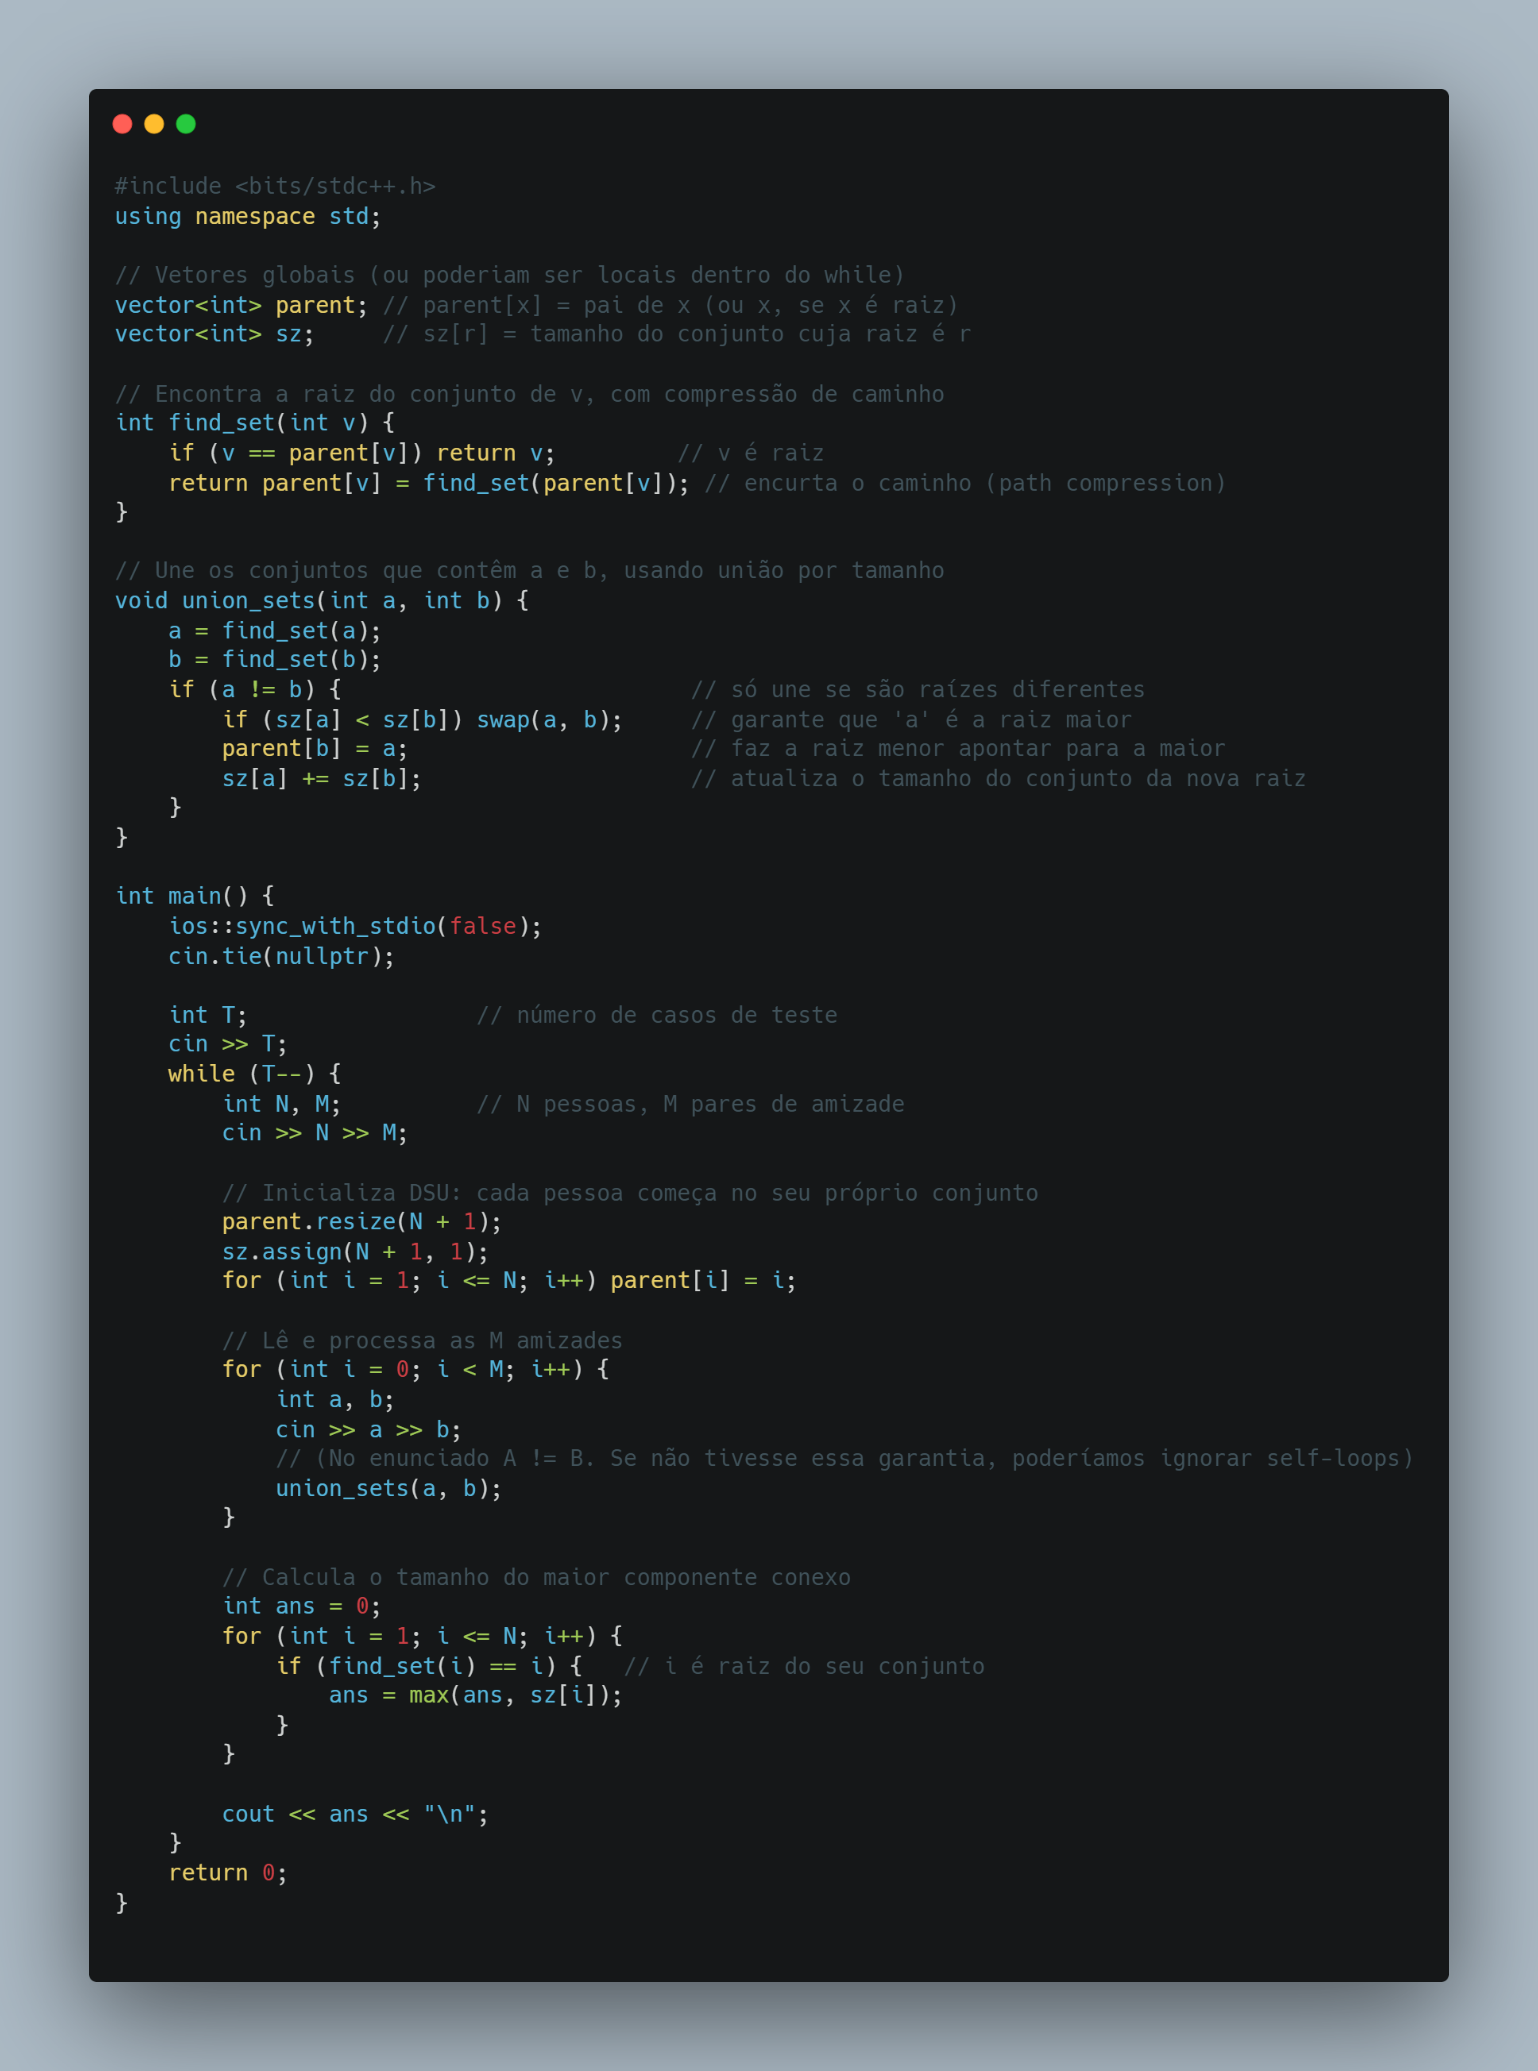 #include <bits/stdc++.h>
using namespace std;

// Vetores globais (ou poderiam ser locais dentro do while)
vector<int> parent; // parent[x] = pai de x (ou x, se x é raiz)
vector<int> sz;     // sz[r] = tamanho do conjunto cuja raiz é r

// Encontra a raiz do conjunto de v, com compressão de caminho
int find_set(int v) {
    if (v == parent[v]) return v;         // v é raiz
    return parent[v] = find_set(parent[v]); // encurta o caminho (path compression)
}

// Une os conjuntos que contêm a e b, usando união por tamanho
void union_sets(int a, int b) {
    a = find_set(a);
    b = find_set(b);
    if (a != b) {                          // só une se são raízes diferentes
        if (sz[a] < sz[b]) swap(a, b);     // garante que 'a' é a raiz maior
        parent[b] = a;                     // faz a raiz menor apontar para a maior
        sz[a] += sz[b];                    // atualiza o tamanho do conjunto da nova raiz
    }
}

int main() {
    ios::sync_with_stdio(false);
    cin.tie(nullptr);

    int T;                 // número de casos de teste
    cin >> T;
    while (T--) {
        int N, M;          // N pessoas, M pares de amizade
        cin >> N >> M;

        // Inicializa DSU: cada pessoa começa no seu próprio conjunto
        parent.resize(N + 1);
        sz.assign(N + 1, 1);
        for (int i = 1; i <= N; i++) parent[i] = i;

        // Lê e processa as M amizades
        for (int i = 0; i < M; i++) {
            int a, b;
            cin >> a >> b;
            // (No enunciado A != B. Se não tivesse essa garantia, poderíamos ignorar self-loops)
            union_sets(a, b);
        }

        // Calcula o tamanho do maior componente conexo
        int ans = 0;
        for (int i = 1; i <= N; i++) {
            if (find_set(i) == i) {   // i é raiz do seu conjunto
                ans = max(ans, sz[i]);
            }
        }

        cout << ans << "\n";
    }
    return 0;
}